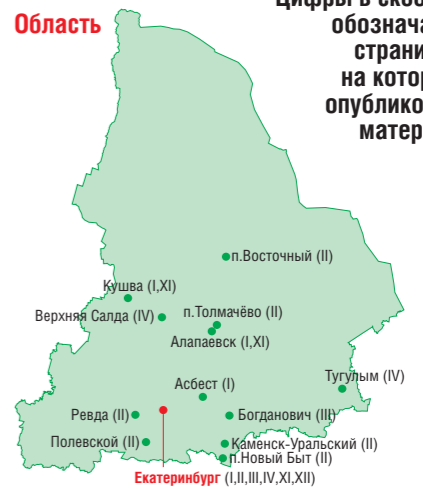 Область
обознача
страни
на котор
опублико
матер
п.Восточный (II)
Кушва (I,XI)
Верхняя Салда (IV)
п.Толмачёво (II)
Алапаевск (I,XI)
Асбест (I)
Тугулым (IV)
Ревда (II)
Богданович (III)
Полевской (II)
Каменск-Уральский (II)
п.Новый Быт (II)
Екатеринбург (I,II,III,IV,XI,XII)